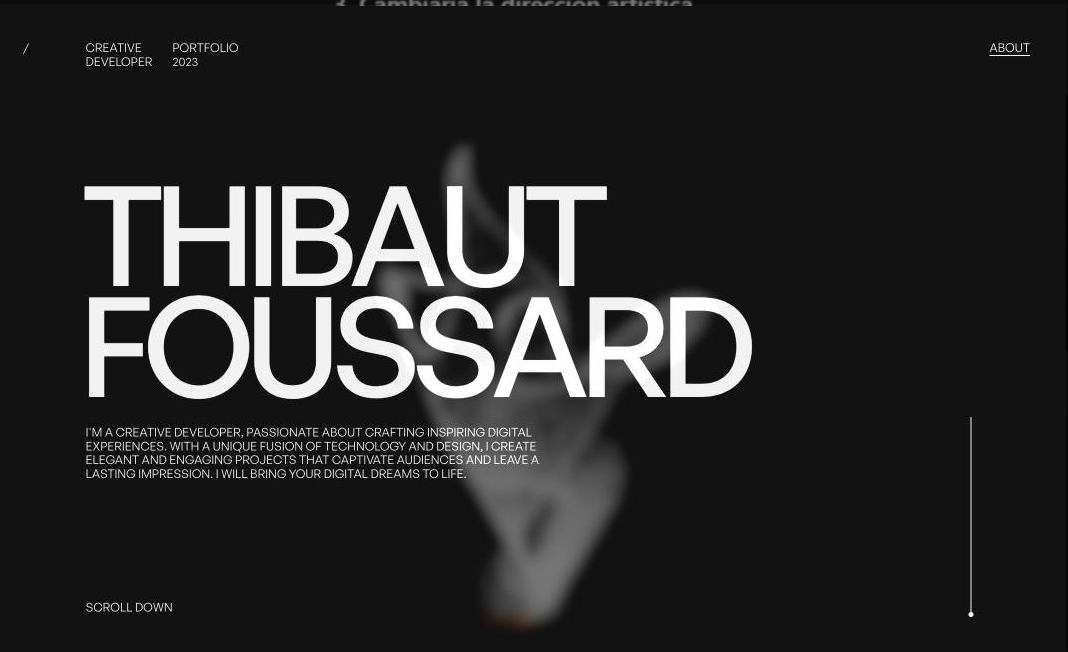 3. Cambiaría la dirección artística
/
CREATIVE
DEVELOPER
PORTFOLIO
2023
ABOUT
THIBAUT
FOUSSARD
I'M A CREATIVE DEVELOPER, PASSIONATE ABOUT CRAFTING INSPIRING DIGITAL
EXPERIENCES. WITH A UNIQUE FUSION OF TECHNOLOGY AND DESIGN, I CREATE
ELEGANT AND ENGAGING PROJECTS THAT CAPTIVATE AUDIENCES AND LEAVE A
LASTING IMPRESSION. I WILL BRING YOUR DIGITAL DREAMS TO LIFE.
SCROLL DOWN